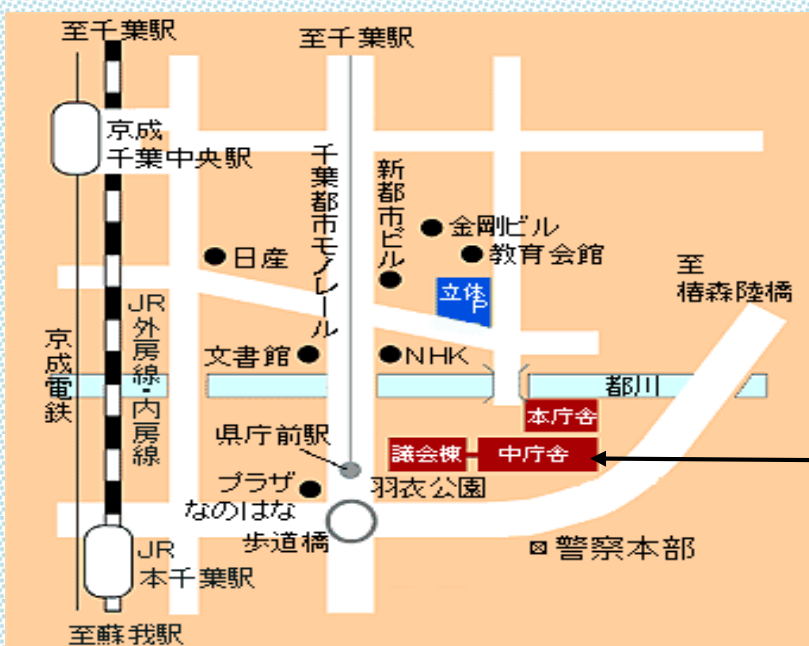 至千葉駅
至千葉駅
京成
千葉中央駅
千葉都市モノレール
新都市ビル
金剛ビル
教育会館
日産
立体P
至
椿森陸橋
JR外房線・内房線
京成電鉄
文書館
NHK
都川
本庁舎
県庁前駅
議会棟
中庁舎
プラザ
なのはな
羽衣公園
歩道橋
警察本部
JR
本千葉駅
至蘇我駅